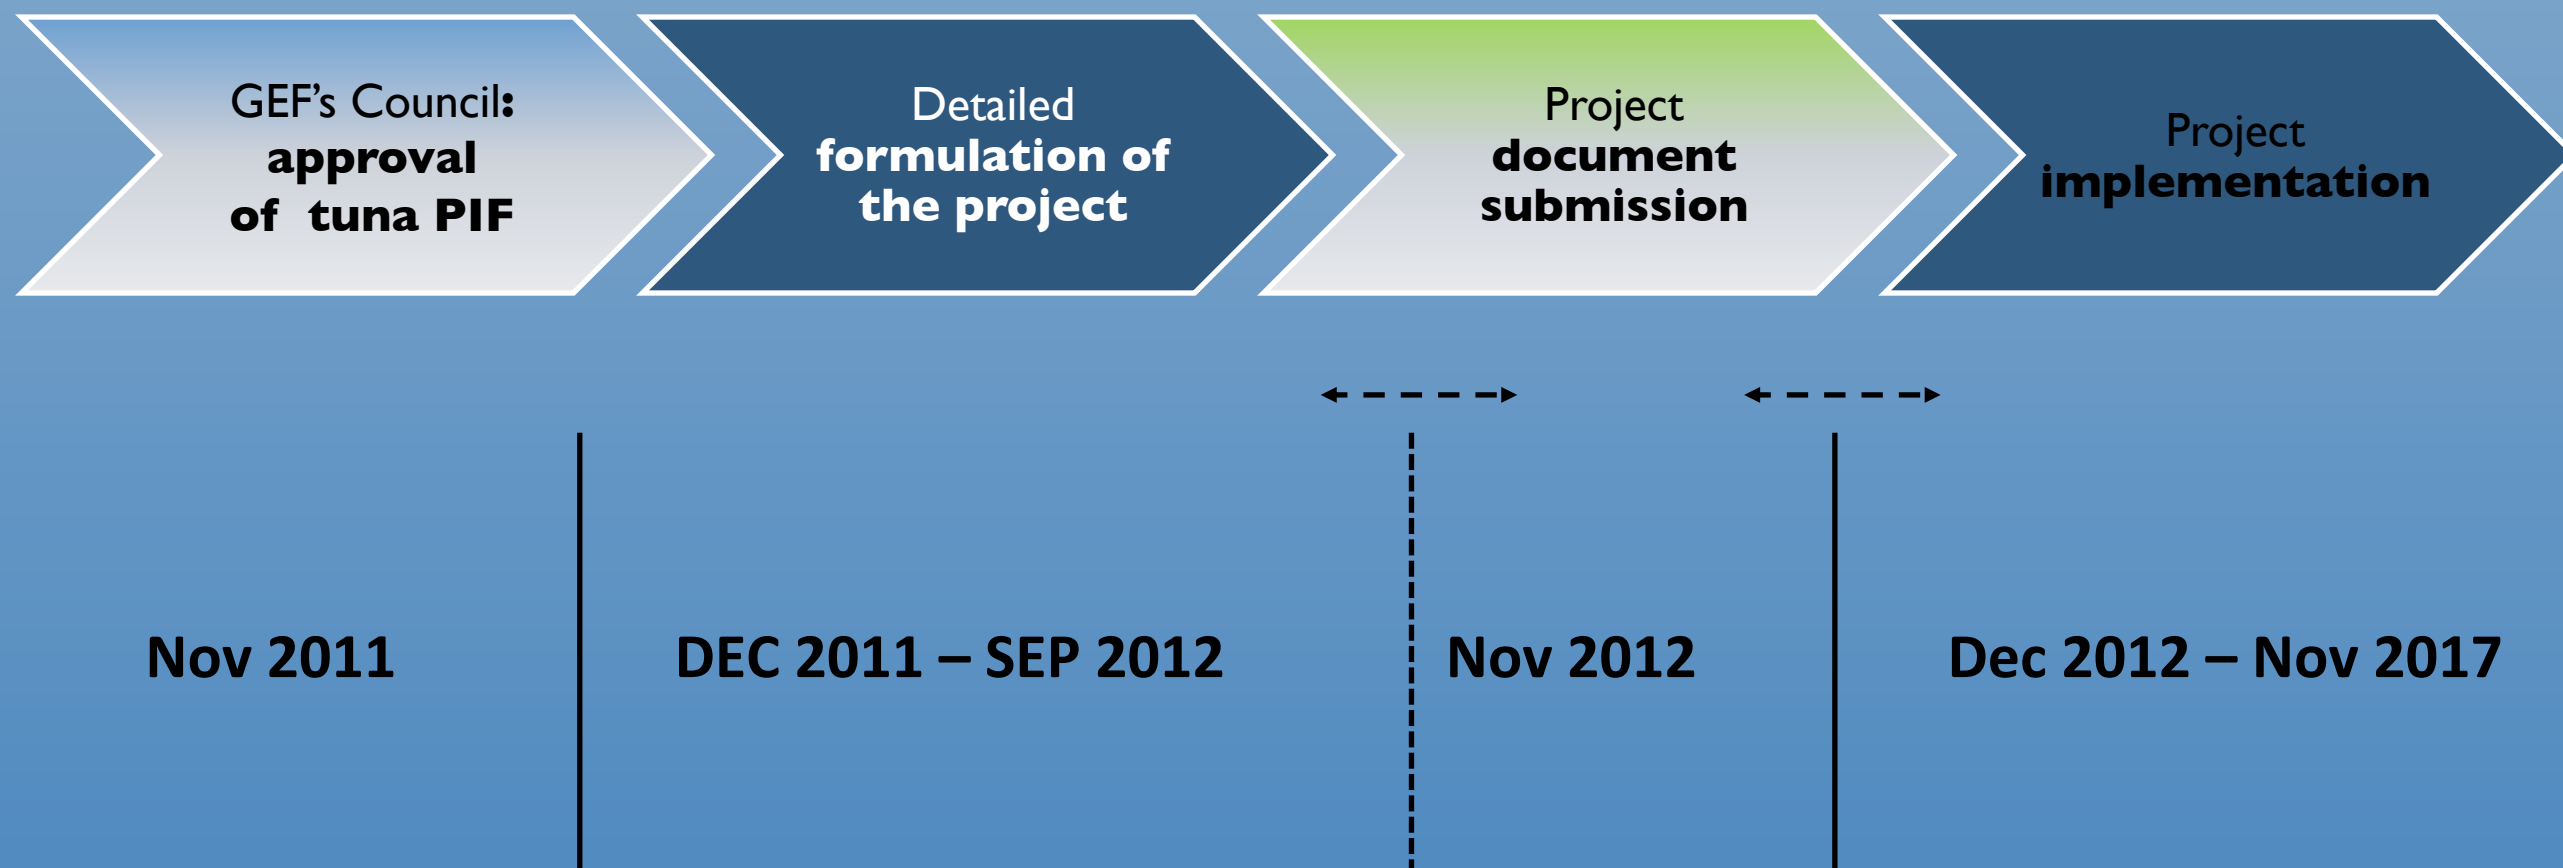 GEF’s Council:
approval
of tuna PIF
Detailed
formulation of
the project
Project
document
submission
Project
implementation
Nov 2011
DEC 2011 – SEP 2012
Nov 2012
Dec 2012 – Nov 2017